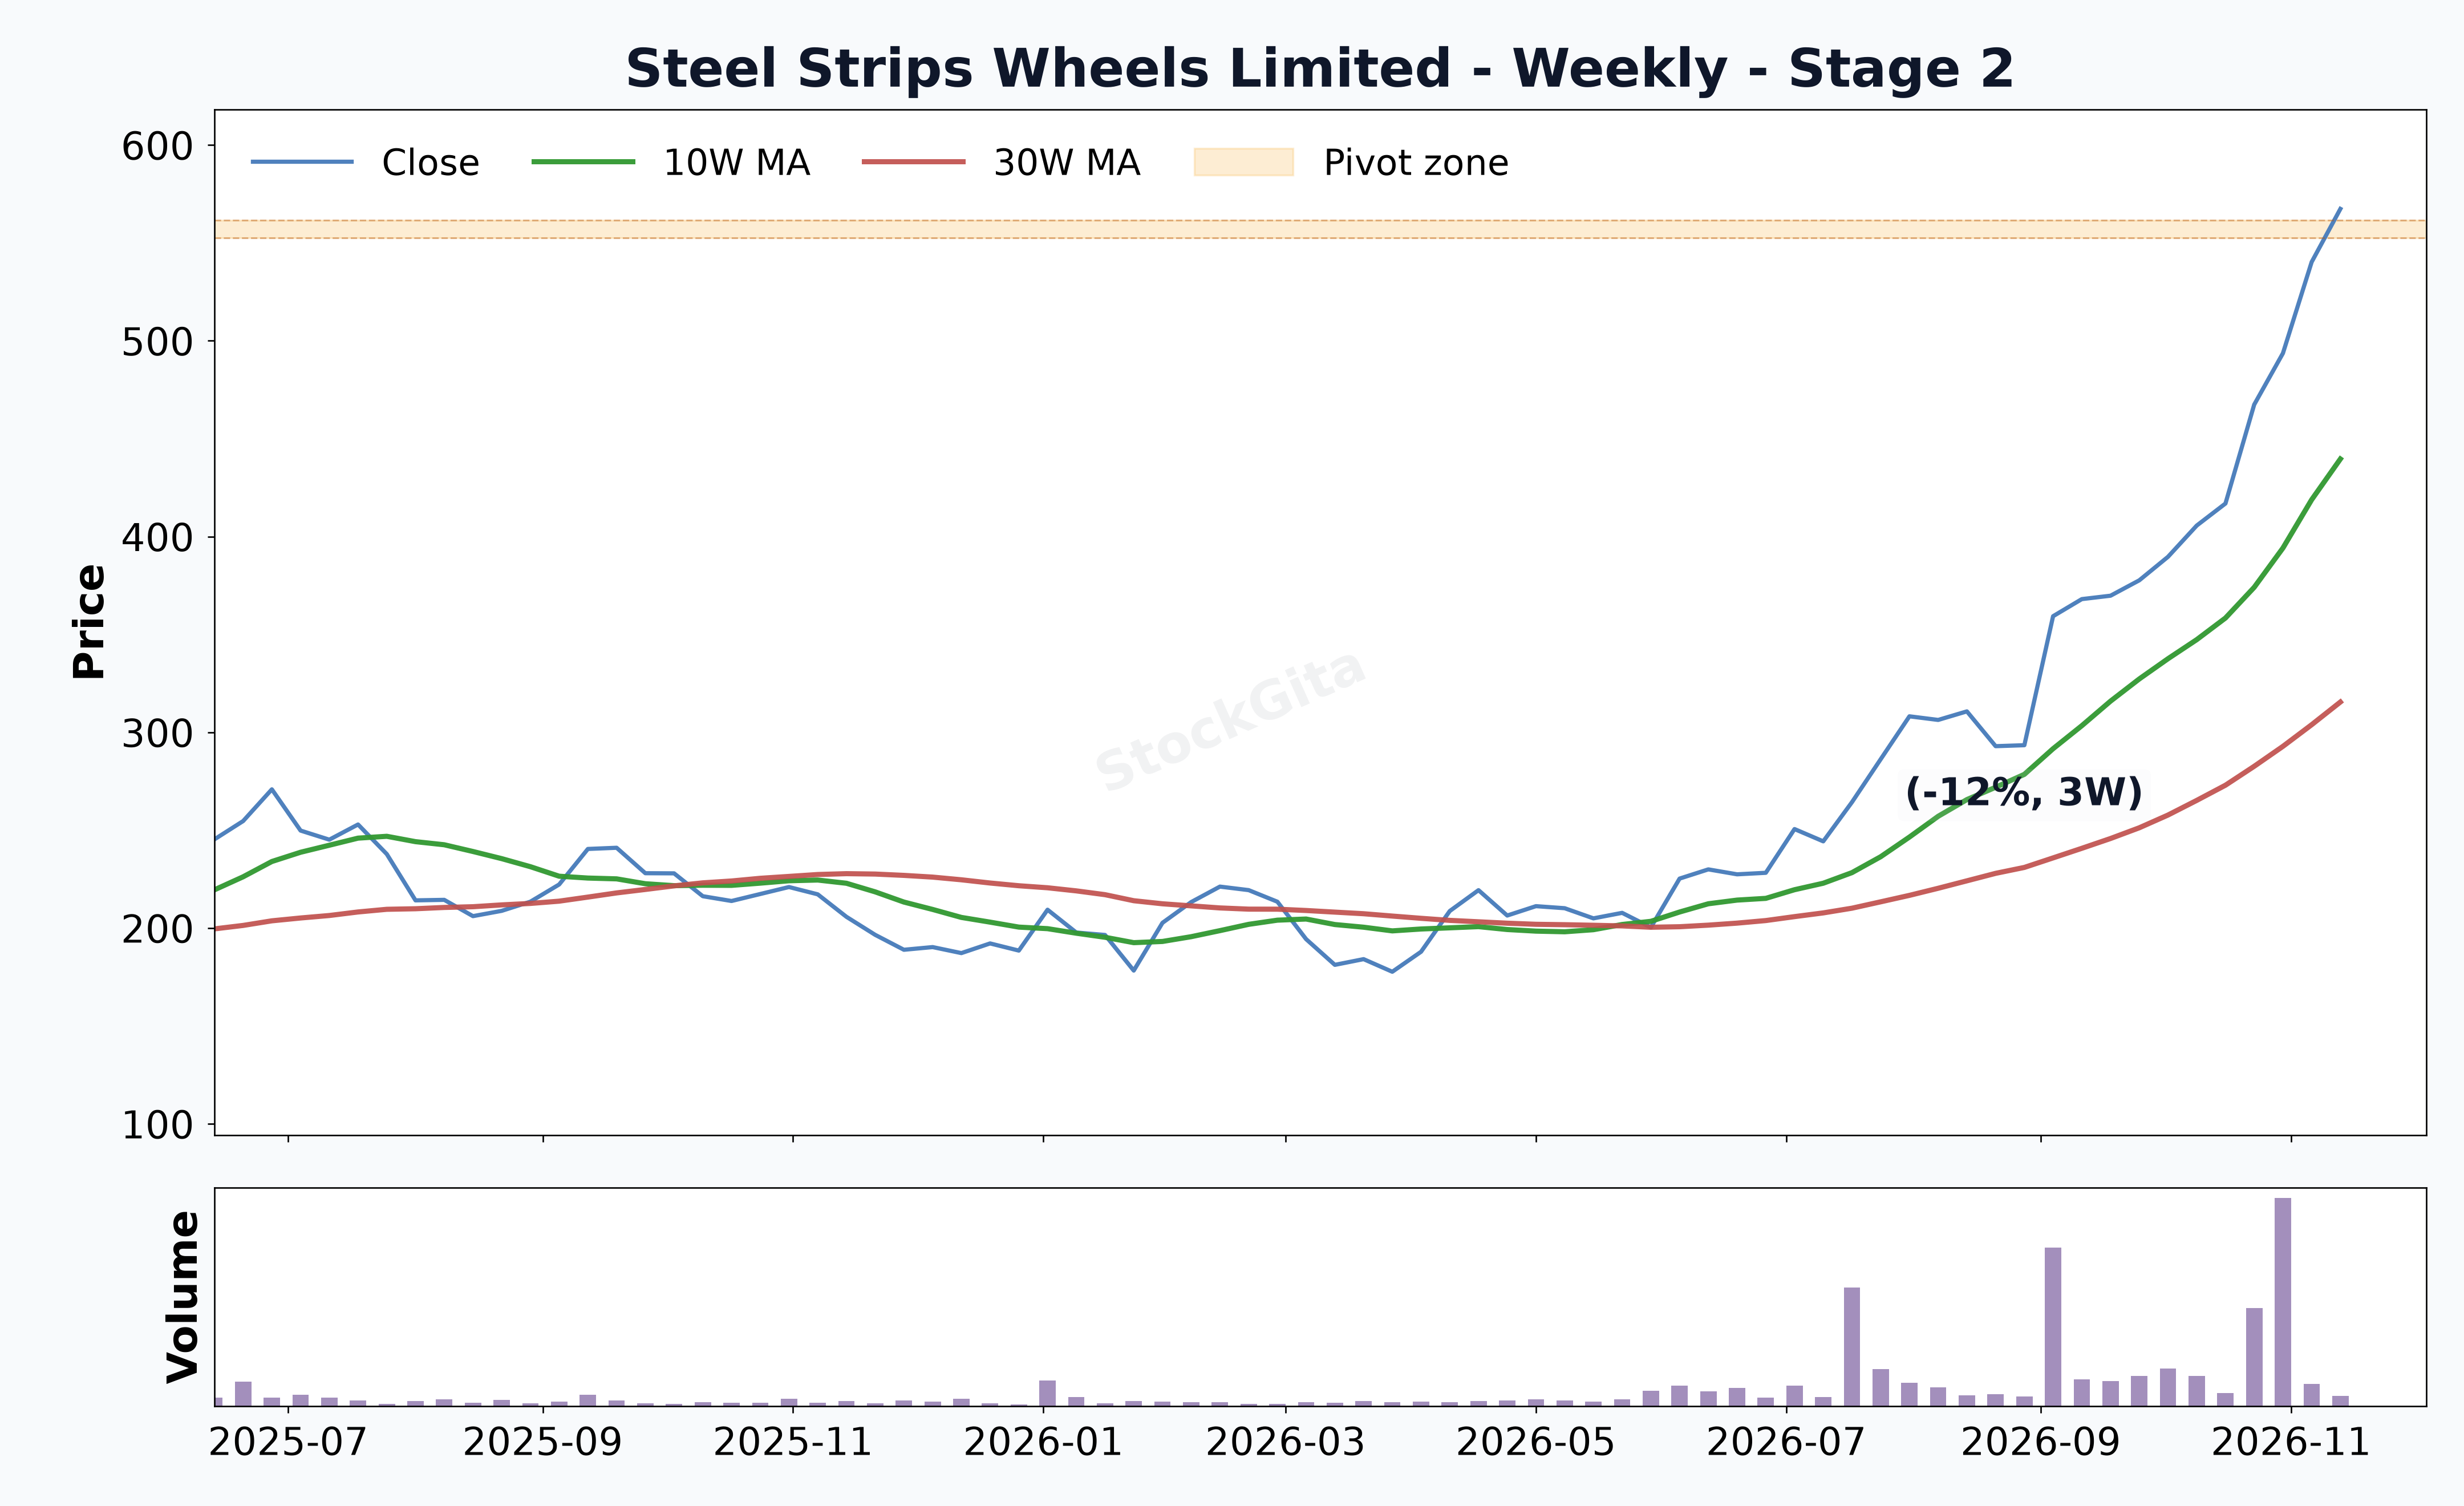 Steel Strips Wheels Limited - Weekly - Stage 2
Close
10W MA
30W MA
Pivot zone
600
500
400
300
200
100
Price
StockGita
(-12%, 3W)
Volume
2025-07
2025-09
2025-11
2026-01
2026-03
2026-05
2026-07
2026-09
2026-11